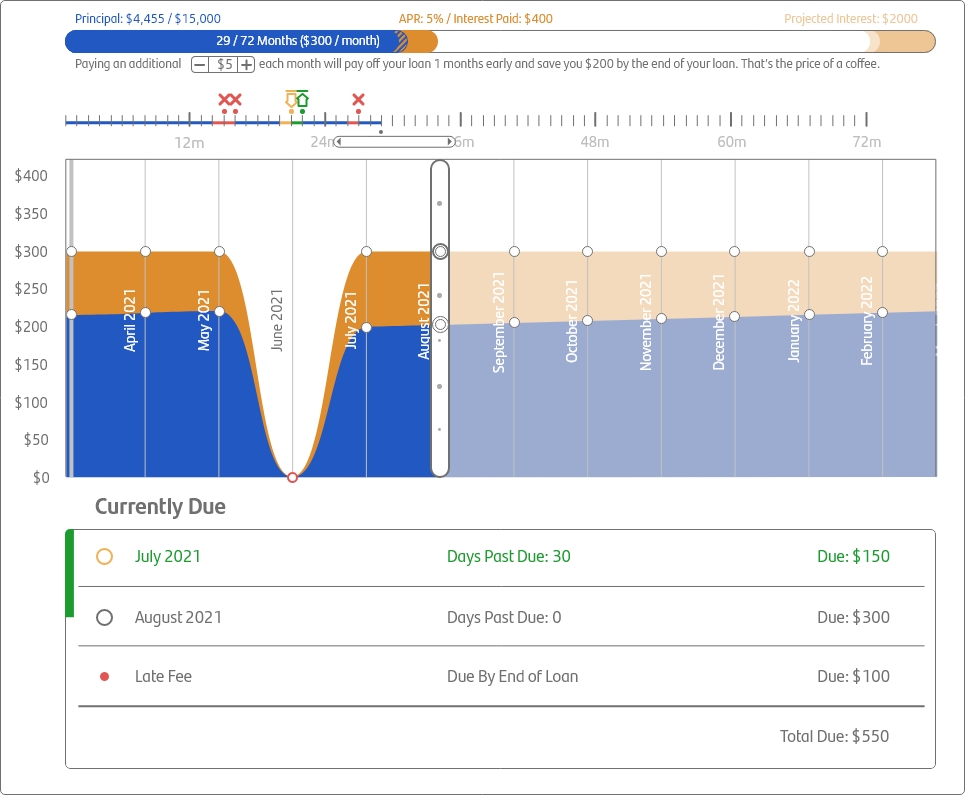 Principal: $4,455 / $15,000
APR: 5% / Interest Paid: $400
Projected Interest: $2000
29 / 72 Months ($300 / month)
Paying an additional − $5 + each month will pay off your loan 1 months early and save you $200 by the end of your loan. That's the price of a coffee.
12m
24m
6m
48m
60m
72m
$400
$350
$300
$250
$200
$150
$100
$50
$0
April 2021
May 2021
June 2021
July 2021
August 2021
September 2021
October 2021
November 2021
December 2021
January 2022
February 2022
Currently Due
July 2021 Days Past Due: 30 Due: $150
August 2021 Days Past Due: 0 Due: $300
Late Fee Due By End of Loan Due: $100
Total Due: $550